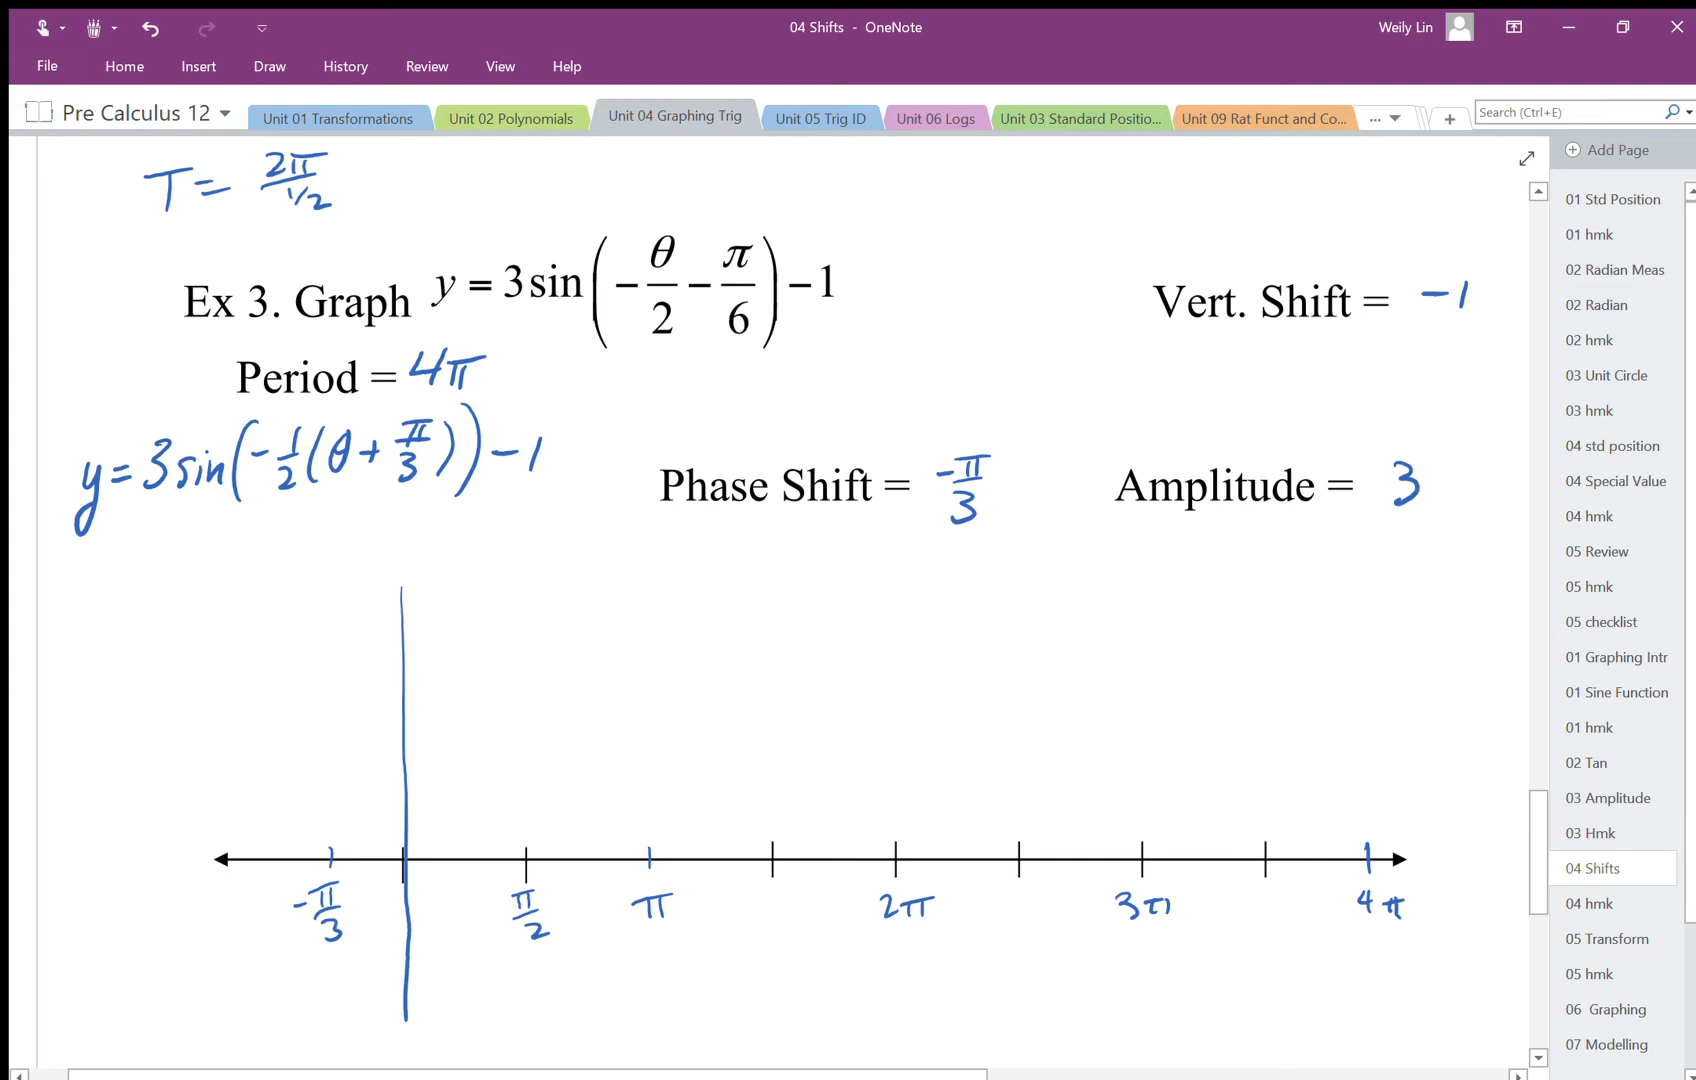 04 Shifts - OneNote
Weily Lin
File Home Insert Draw History Review View Help
Pre Calculus 12
Unit 01 Transformations
Unit 02 Polynomials
Unit 04 Graphing Trig
Unit 05 Trig ID
Unit 06 Logs
Unit 03 Standard Positio...
Unit 09 Rat Funct and Co...
...
Search (Ctrl+E)
Add Page
T = 2π / 1/2
Ex 3. Graph y = 3 sin(-θ/2 - π/6) - 1
Vert. Shift = -1
Period = 4π
y = 3 sin(-1/2(θ + π/3)) - 1
Phase Shift = -π/3
Amplitude = 3
-π/3 π/2 π 2π 3π 4π
01 Std Position
01 hmk
02 Radian Meas
02 Radian
02 hmk
03 Unit Circle
03 hmk
04 std position
04 Special Value
04 hmk
05 Review
05 hmk
05 checklist
01 Graphing Intr
01 Sine Function
01 hmk
02 Tan
03 Amplitude
03 Hmk
04 Shifts
04 hmk
05 Transform
05 hmk
06 Graphing
07 Modelling